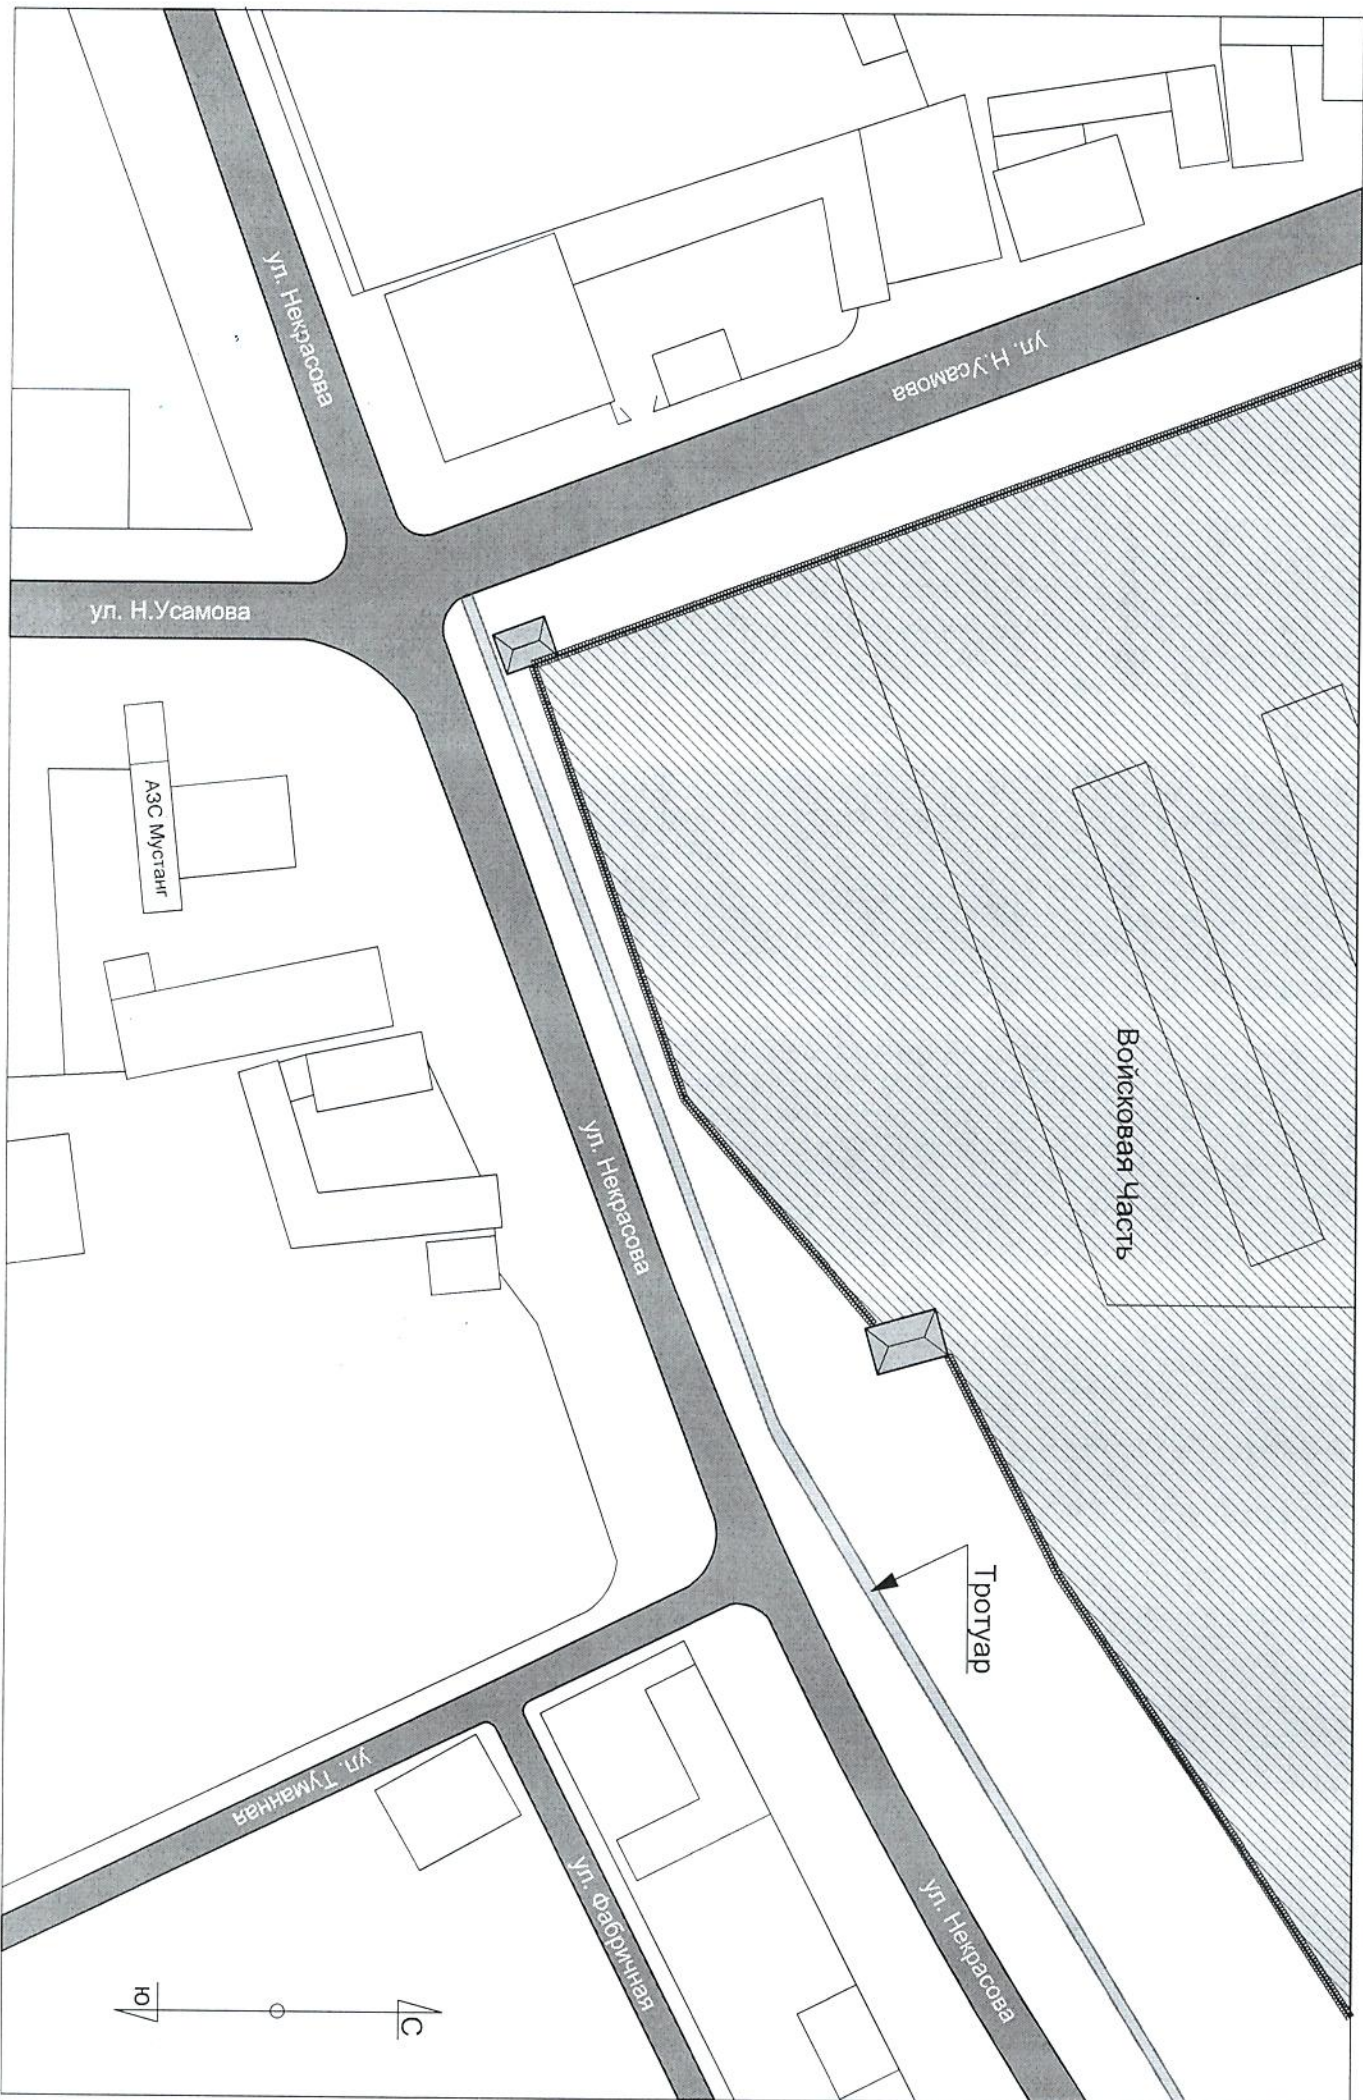 ул. Некрасова
ул. Н.Усамова
ул. Н.Усамова
АЗС Мустанг
Войсковая Часть
ул. Некрасова
Тротуар
ул. Некрасова
ул. Туманная
ул. Фабричная
С
Ю